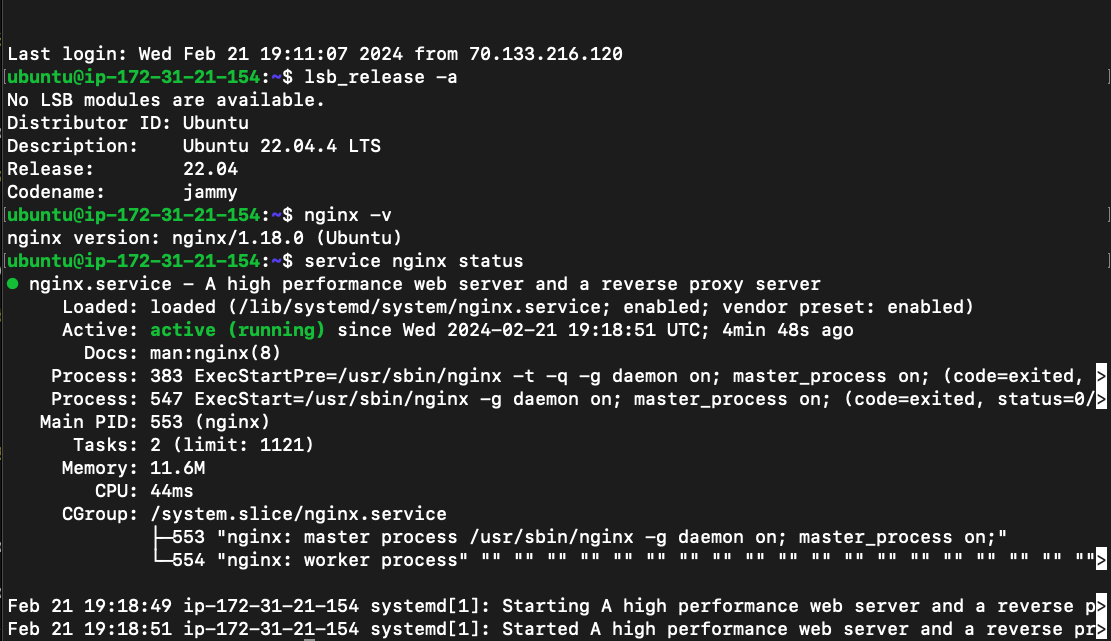 Last login: Wed Feb 21 19:11:07 2024 from 70.133.216.120
[ubuntu@ip-172-31-21-154:~$ lsb_release -a ]
No LSB modules are available.
Distributor ID: Ubuntu
Description:    Ubuntu 22.04.4 LTS
Release:        22.04
Codename:       jammy
[ubuntu@ip-172-31-21-154:~$ nginx -v ]
nginx version: nginx/1.18.0 (Ubuntu)
[ubuntu@ip-172-31-21-154:~$ service nginx status ]
● nginx.service - A high performance web server and a reverse proxy server
     Loaded: loaded (/lib/systemd/system/nginx.service; enabled; vendor preset: enabled)
     Active: active (running) since Wed 2024-02-21 19:18:51 UTC; 4min 48s ago
       Docs: man:nginx(8)
    Process: 383 ExecStartPre=/usr/sbin/nginx -t -q -g daemon on; master_process on; (code=exited, >
    Process: 547 ExecStart=/usr/sbin/nginx -g daemon on; master_process on; (code=exited, status=0/>
   Main PID: 553 (nginx)
      Tasks: 2 (limit: 1121)
     Memory: 11.6M
        CPU: 44ms
     CGroup: /system.slice/nginx.service
             ├─553 "nginx: master process /usr/sbin/nginx -g daemon on; master_process on;"
             └─554 "nginx: worker process" "" "" "" "" "" "" "" "" "" "" "" "" "" "" "" "" "" "" "">

Feb 21 19:18:49 ip-172-31-21-154 systemd[1]: Starting A high performance web server and a reverse p>
Feb 21 19:18:51 ip-172-31-21-154 systemd[1]: Started A high performance web server and a reverse pr>